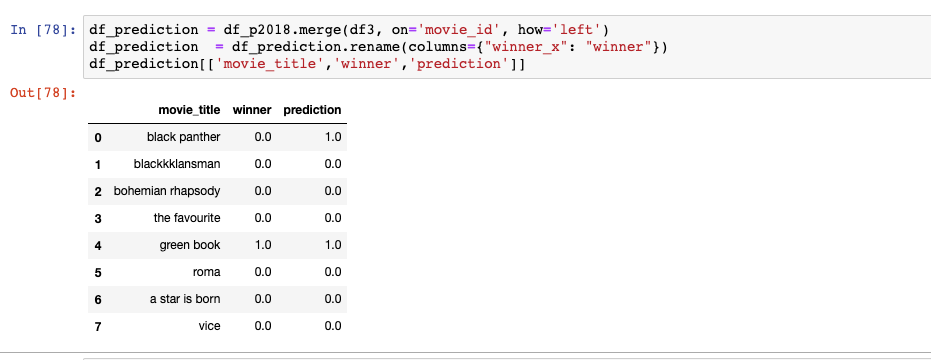 In [78]: df_prediction = df_p2018.merge(df3, on='movie_id', how='left')
df_prediction  = df_prediction.rename(columns={"winner_x": "winner"})
df_prediction[['movie_title','winner','prediction']]
Out[78]:
movie_title winner prediction
0 black panther 0.0 1.0
1 blackkklansman 0.0 0.0
2 bohemian rhapsody 0.0 0.0
3 the favourite 0.0 0.0
4 green book 1.0 1.0
5 roma 0.0 0.0
6 a star is born 0.0 0.0
7 vice 0.0 0.0